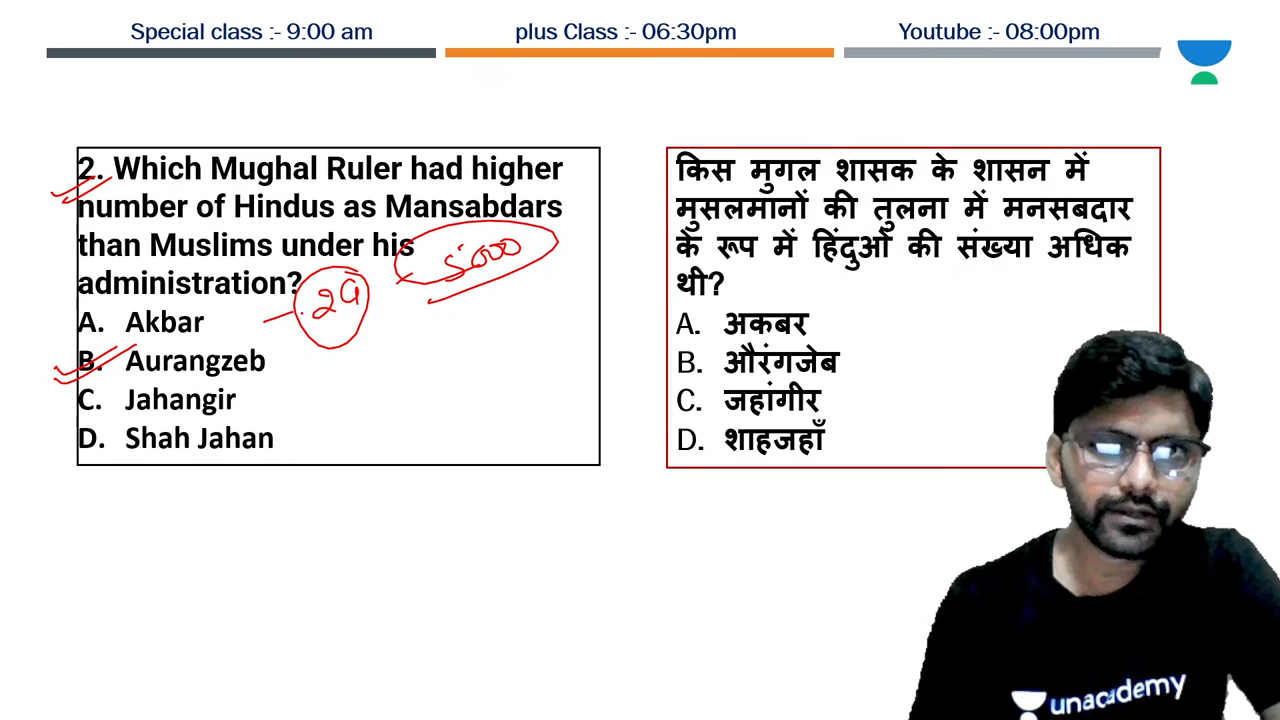 Special class :- 9:00 am
plus Class :- 06:30pm
Youtube :- 08:00pm
2. Which Mughal Ruler had higher
number of Hindus as Mansabdars
than Muslims under his
administration?
5000
A. Akbar
B. Aurangzeb
C. Jahangir
D. Shah Jahan
किस मुगल शासक के शासन में
मुसलमानों की तुलना में मनसबदार
के रूप में हिंदुओं की संख्या अधिक
थी?
A. अकबर
B. औरंगजेब
C. जहांगीर
D. शाहजहाँ
unacademy